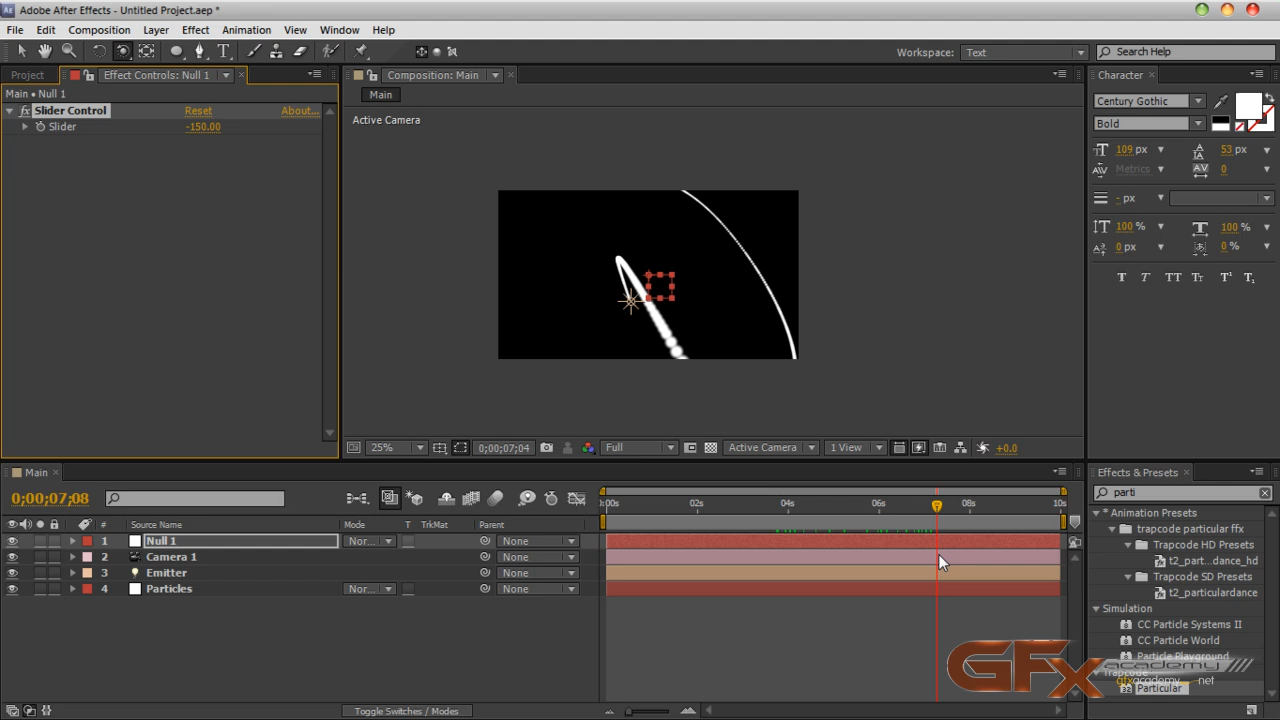 Adobe After Effects - Untitled Project.aep *
File Edit Composition Layer Effect Animation View Window Help
Workspace: Text Search Help
Project Effect Controls: Null 1
Main • Null 1
fx Slider Control Reset About...
Slider -150.00
Composition: Main
Main
Active Camera
25% 0;00;07;04 Full Active Camera 1 View +0.0
Character
Century Gothic
Bold
109 px 53 px
Metrics 0
- px
100 % 100 %
0 px 0 %
T T TT Tт T¹ T₁
Main
0;00;07;08
# Source Name Mode T TrkMat Parent
1 Null 1 Nor... None
2 Camera 1 None
3 Emitter None
4 Particles Nor... None
:00s 02s 04s 06s 08s 10s
Toggle Switches / Modes
Effects & Presets
parti
* Animation Presets
trapcode particular ffx
Trapcode HD Presets
t2_part...dance_hd
Trapcode SD Presets
t2_particulardance
Simulation
CC Particle Systems II
CC Particle World
Particle Playground
Particular
GFX academy
gfxacademy.net